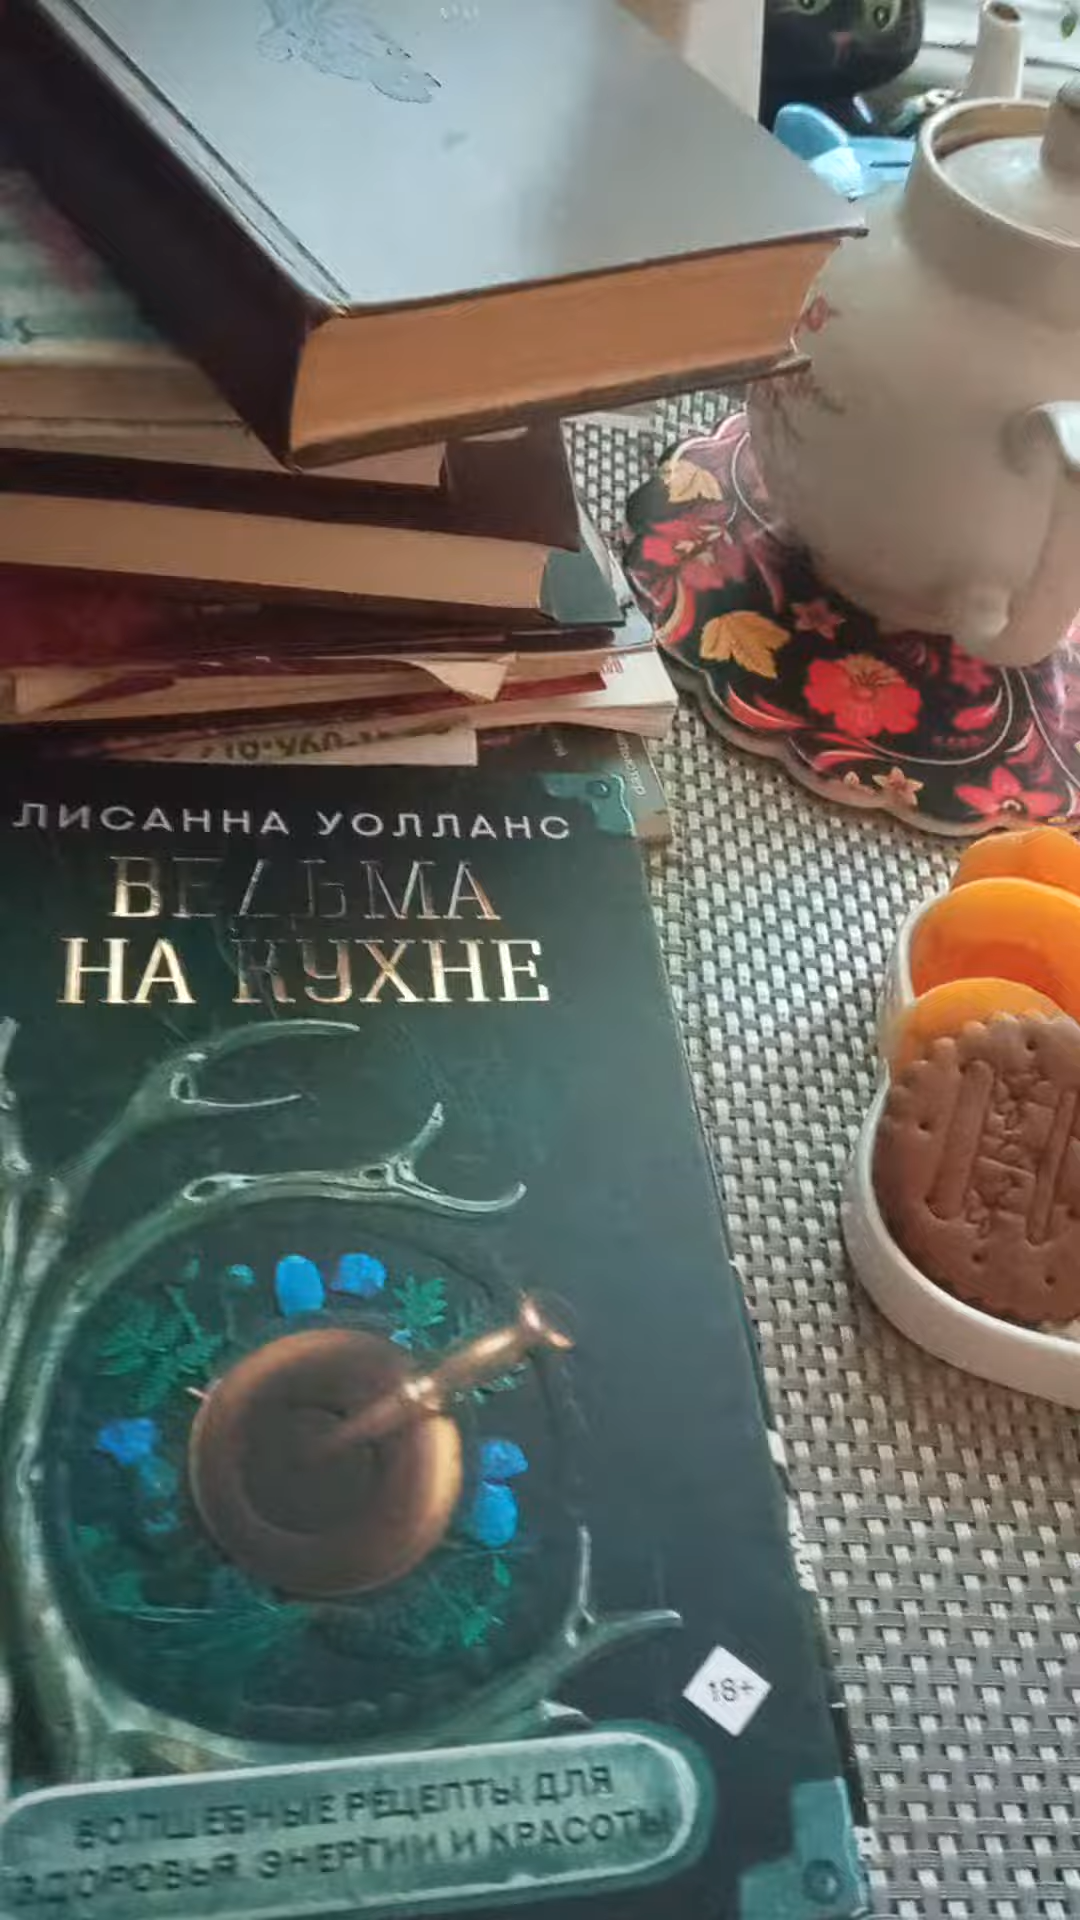 ЛИСАННА УОЛЛАНС
ВЕДЬМА
НА КУХНЕ
18+
ВОЛШЕБНЫЕ РЕЦЕПТЫ ДЛЯ
ЗДОРОВЬЯ, ЭНЕРГИИ И КРАСОТЫ